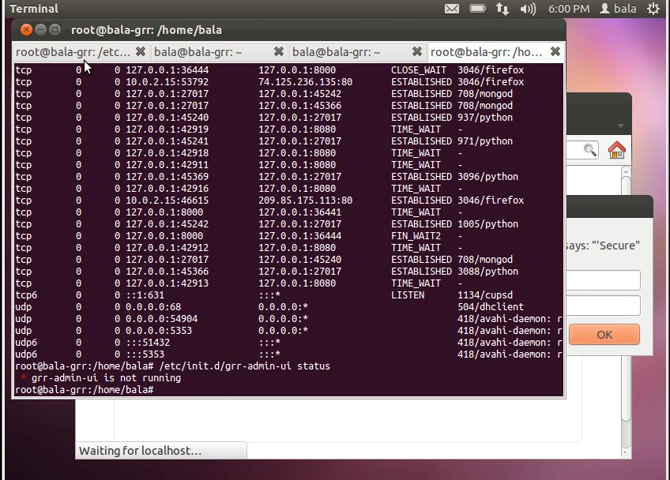 Terminal
6:00 PM
bala
root@bala-grr: /home/bala
root@bala-grr: /etc...
bala@bala-grr: ~
bala@bala-grr: ~
root@bala-grr: /ho...
tcp 0 0 127.0.0.1:36444 127.0.0.1:8000 CLOSE_WAIT 3046/firefox
tcp 0 0 10.0.2.15:53792 74.125.236.135:80 ESTABLISHED 3046/firefox
tcp 0 0 127.0.0.1:27017 127.0.0.1:45242 ESTABLISHED 708/mongod
tcp 0 0 127.0.0.1:27017 127.0.0.1:45366 ESTABLISHED 708/mongod
tcp 0 0 127.0.0.1:45240 127.0.0.1:27017 ESTABLISHED 937/python
tcp 0 0 127.0.0.1:42919 127.0.0.1:8080 TIME_WAIT -
tcp 0 0 127.0.0.1:45241 127.0.0.1:27017 ESTABLISHED 971/python
tcp 0 0 127.0.0.1:42918 127.0.0.1:8080 TIME_WAIT -
tcp 0 0 127.0.0.1:42911 127.0.0.1:8080 TIME_WAIT -
tcp 0 0 127.0.0.1:45369 127.0.0.1:27017 ESTABLISHED 3096/python
tcp 0 0 127.0.0.1:42916 127.0.0.1:8080 TIME_WAIT -
tcp 0 0 10.0.2.15:46615 209.85.175.113:80 ESTABLISHED 3046/firefox
tcp 0 0 127.0.0.1:8000 127.0.0.1:36441 TIME_WAIT -
tcp 0 0 127.0.0.1:45242 127.0.0.1:27017 ESTABLISHED 1005/python
tcp 0 0 127.0.0.1:8000 127.0.0.1:36444 FIN_WAIT2 -
tcp 0 0 127.0.0.1:42912 127.0.0.1:8080 TIME_WAIT -
tcp 0 0 127.0.0.1:27017 127.0.0.1:45240 ESTABLISHED 708/mongod
tcp 0 0 127.0.0.1:45366 127.0.0.1:27017 ESTABLISHED 3088/python
tcp 0 0 127.0.0.1:42913 127.0.0.1:8080 TIME_WAIT -
tcp6 0 0 ::1:631 :::* LISTEN 1134/cupsd
udp 0 0 0.0.0.0:68 0.0.0.0:* 504/dhclient
udp 0 0 0.0.0.0:54904 0.0.0.0:* 418/avahi-daemon: r
udp 0 0 0.0.0.0:5353 0.0.0.0:* 418/avahi-daemon: r
udp6 0 0 :::51432 :::* 418/avahi-daemon: r
udp6 0 0 :::5353 :::* 418/avahi-daemon: r
root@bala-grr:/home/bala# /etc/init.d/grr-admin-ui status
* grr-admin-ui is not running
root@bala-grr:/home/bala#
says: "'Secure"
OK
Waiting for localhost...